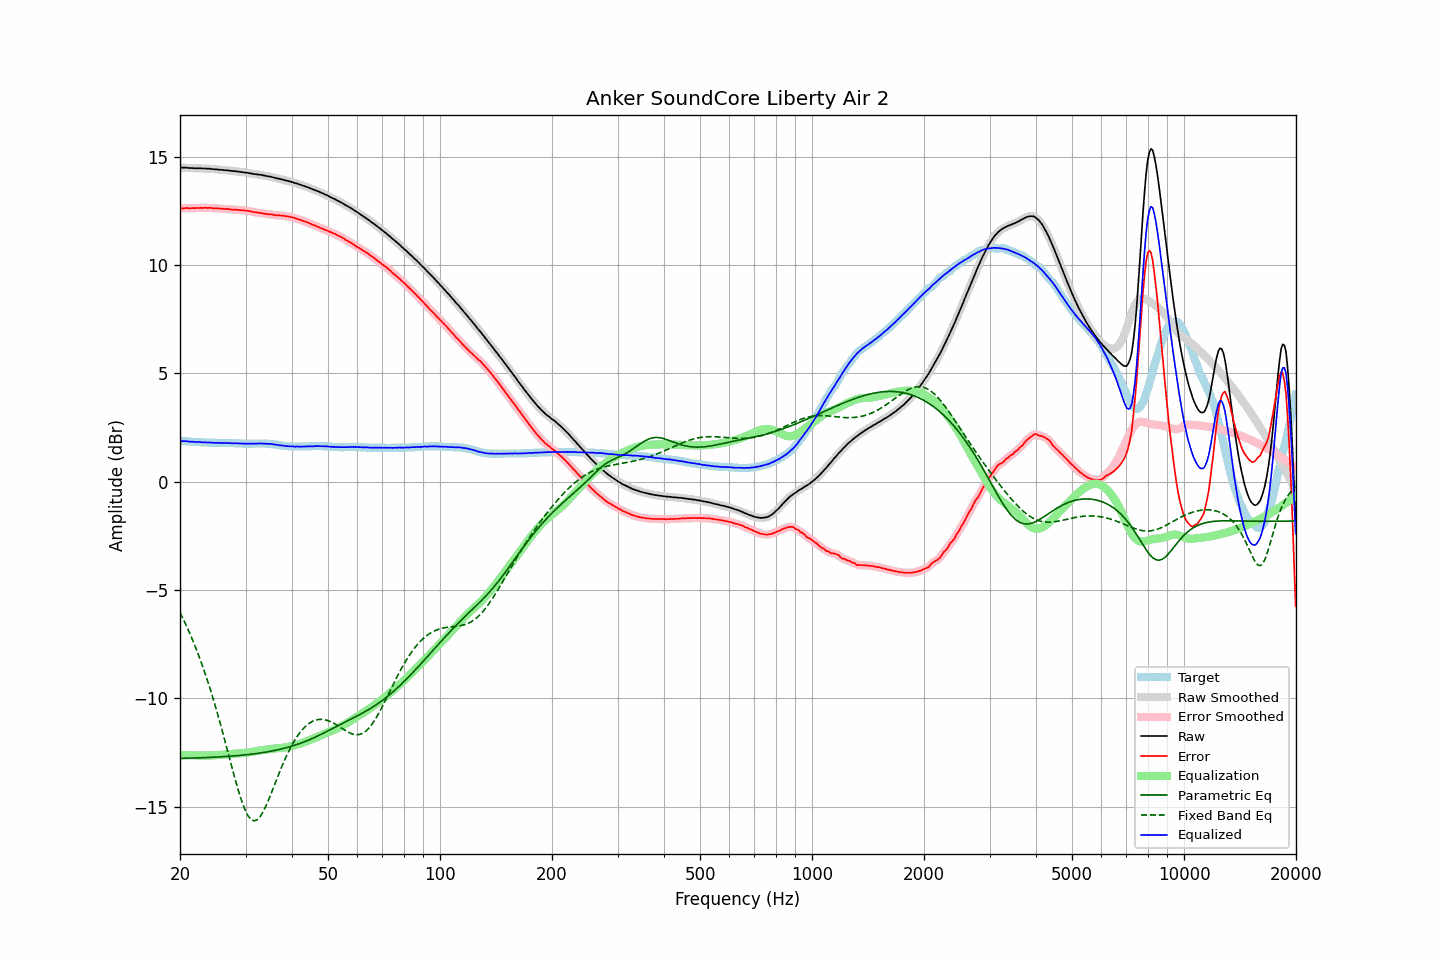 Anker SoundCore Liberty Air 2
Amplitude (dBr)
15
10
5
0
−5
−10
−15
20
50
100
200
500
1000
2000
5000
10000
20000
Frequency (Hz)
Target
Raw Smoothed
Error Smoothed
Raw
Error
Equalization
Parametric Eq
Fixed Band Eq
Equalized